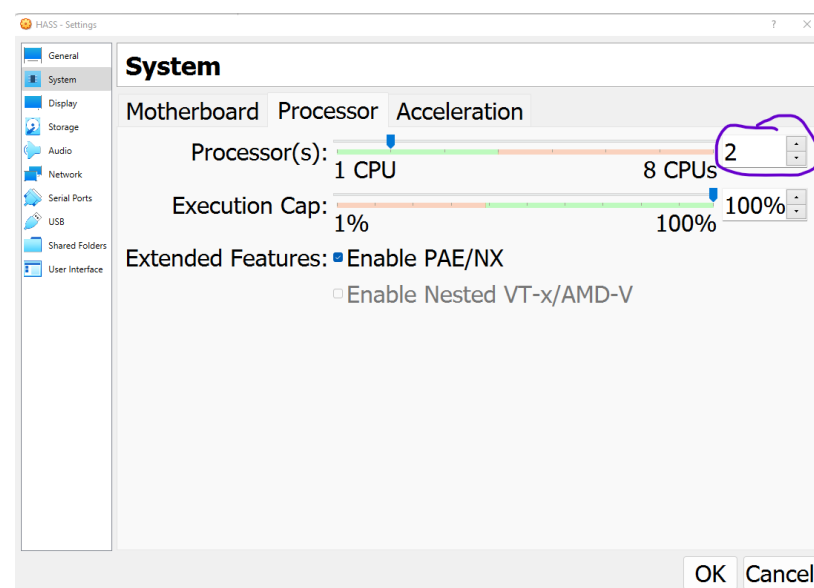 HASS - Settings
General
System
Display
Storage
Audio
Network
Serial Ports
USB
Shared Folders
User Interface
System
Motherboard Processor Acceleration
Processor(s): 2
1 CPU 8 CPUs
Execution Cap: 100%
1% 100%
Extended Features: Enable PAE/NX
Enable Nested VT-x/AMD-V
OK Cancel